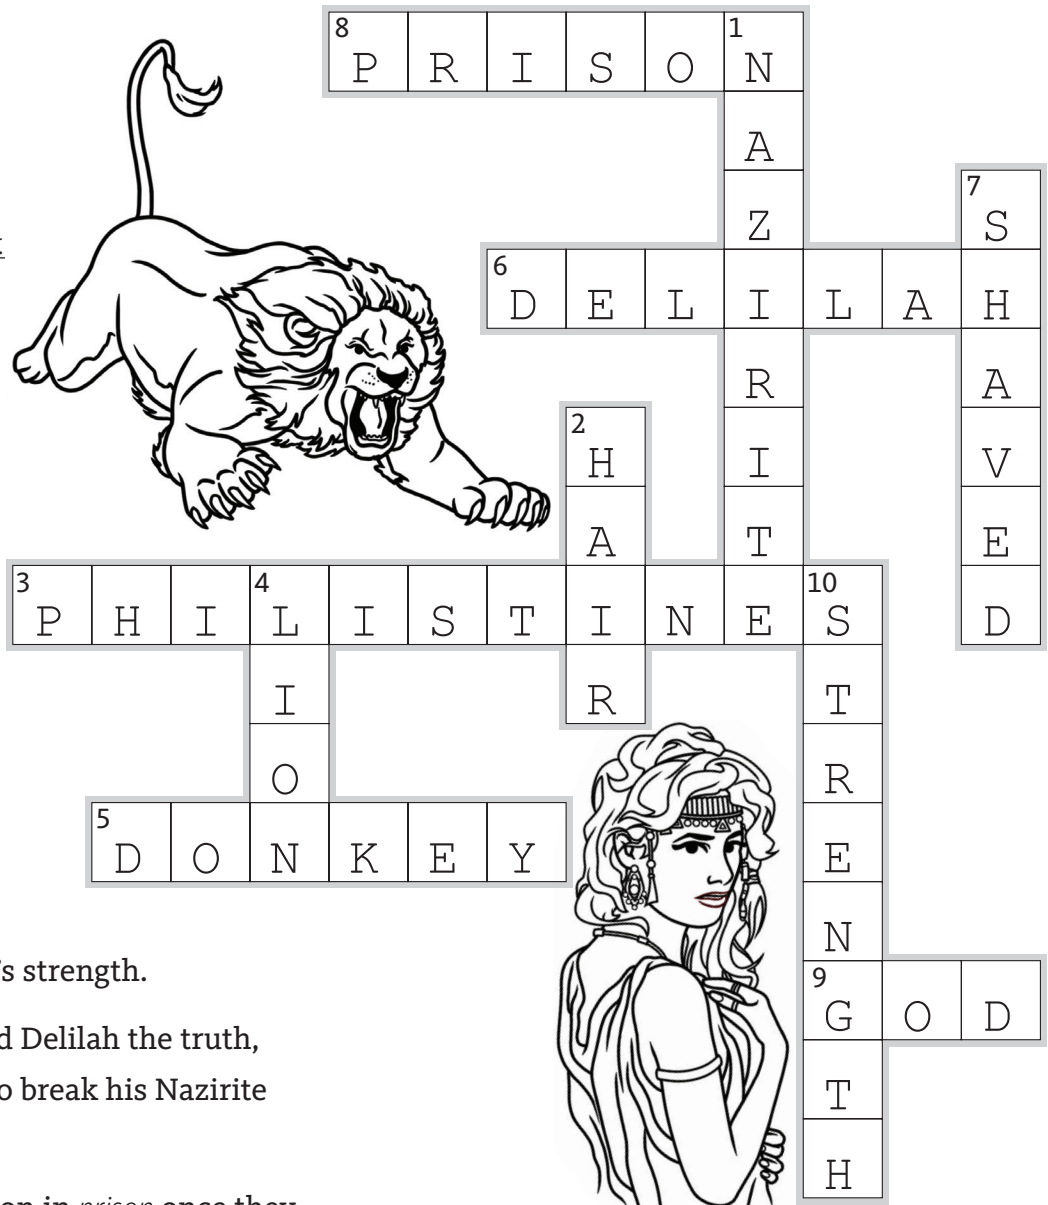 8 P R I S O 1 N
A
Z 7 S
6 D E L I L A H
R A
2 H I V
A T E
3 P H I 4 L I S T I N E 10 S D
I R T
O R
5 D O N K E Y E
N
's strength.
9 G O D
d Delilah the truth,
o break his Nazirite
T
H
on in prison once they